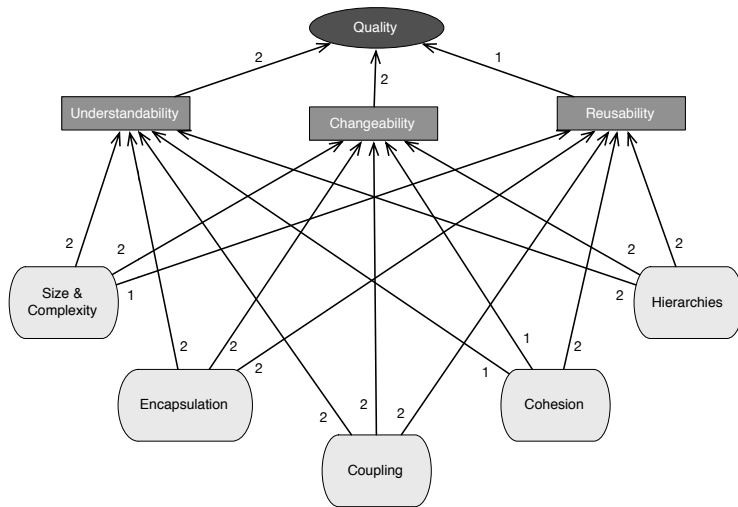 Quality
2
2
1
Understandability
Changeability
Reusability
2
2
1
2
2
2
Size &
Complexity
Hierarchies
2
2
2
1
1
2
Encapsulation
Cohesion
2
2
2
Coupling